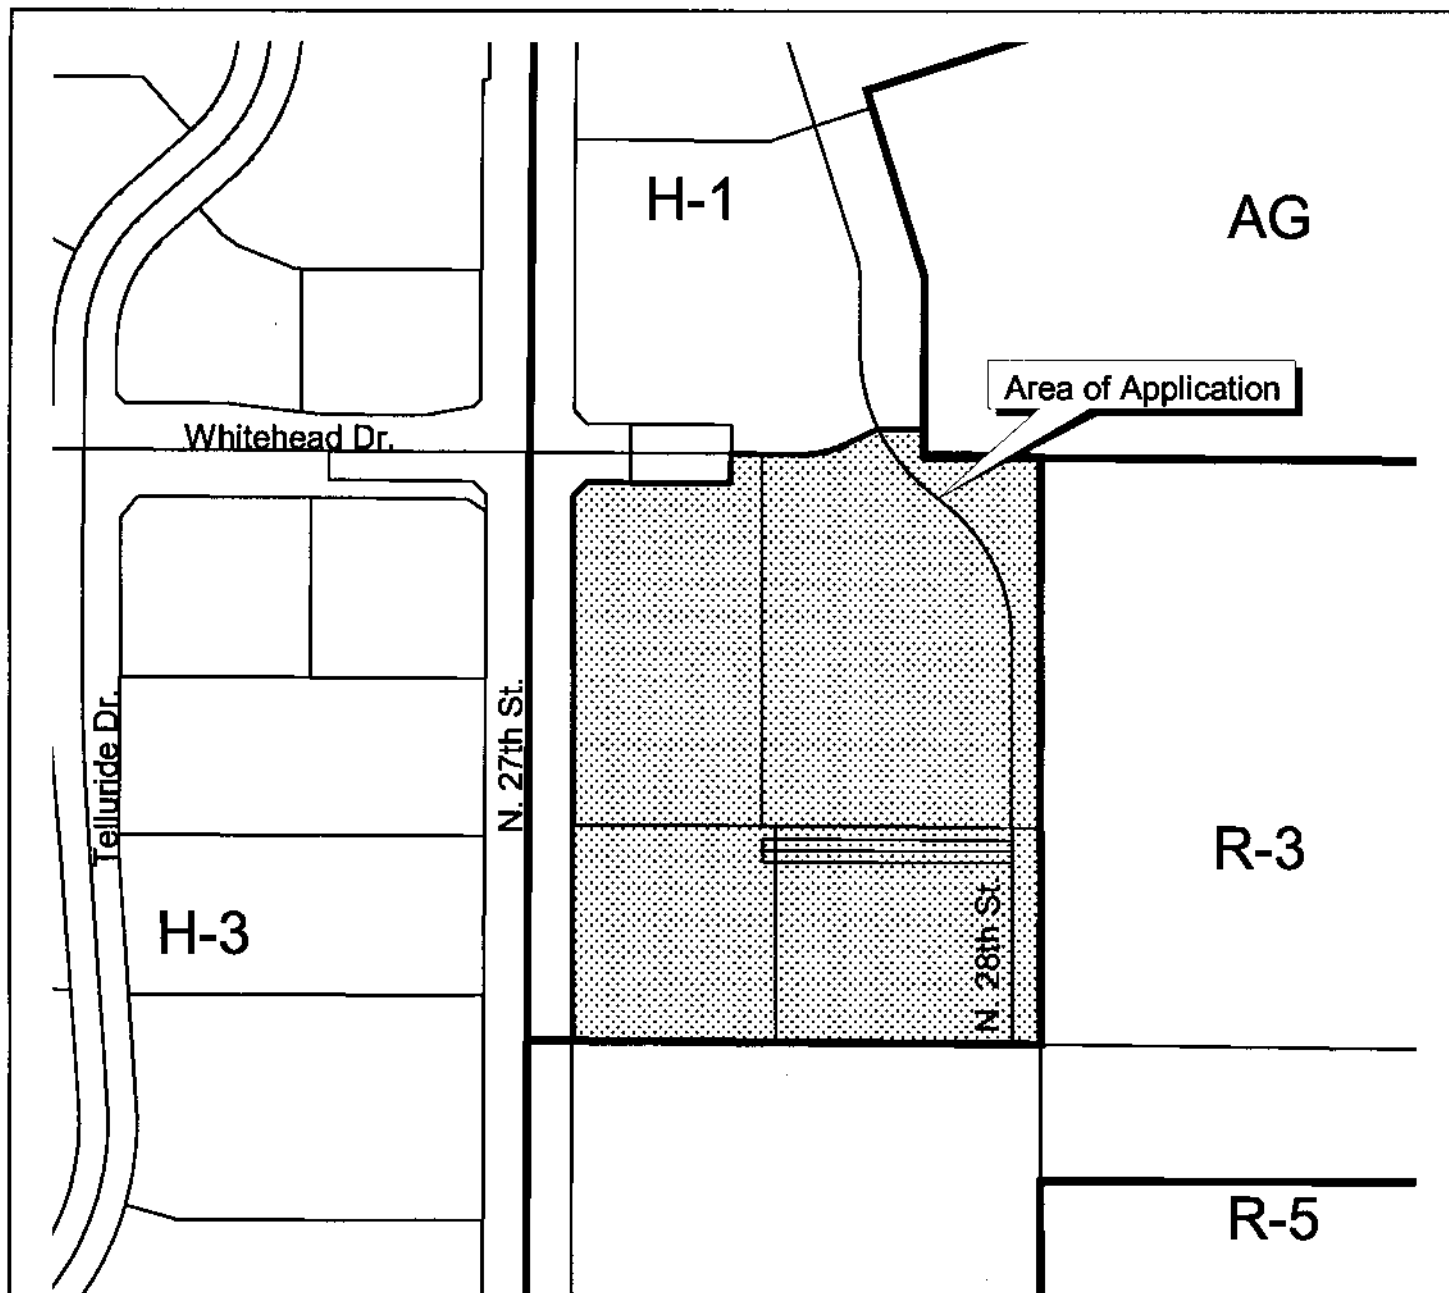 H-1
AG
Area of Application
Whitehead Dr.
Telluride Dr.
N. 27th St.
R-3
H-3
N. 28th St.
R-5